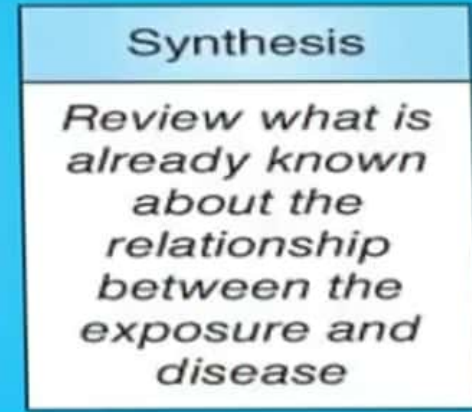 Synthesis
Review what is
already known
about the
relationship
between the
exposure and
disease